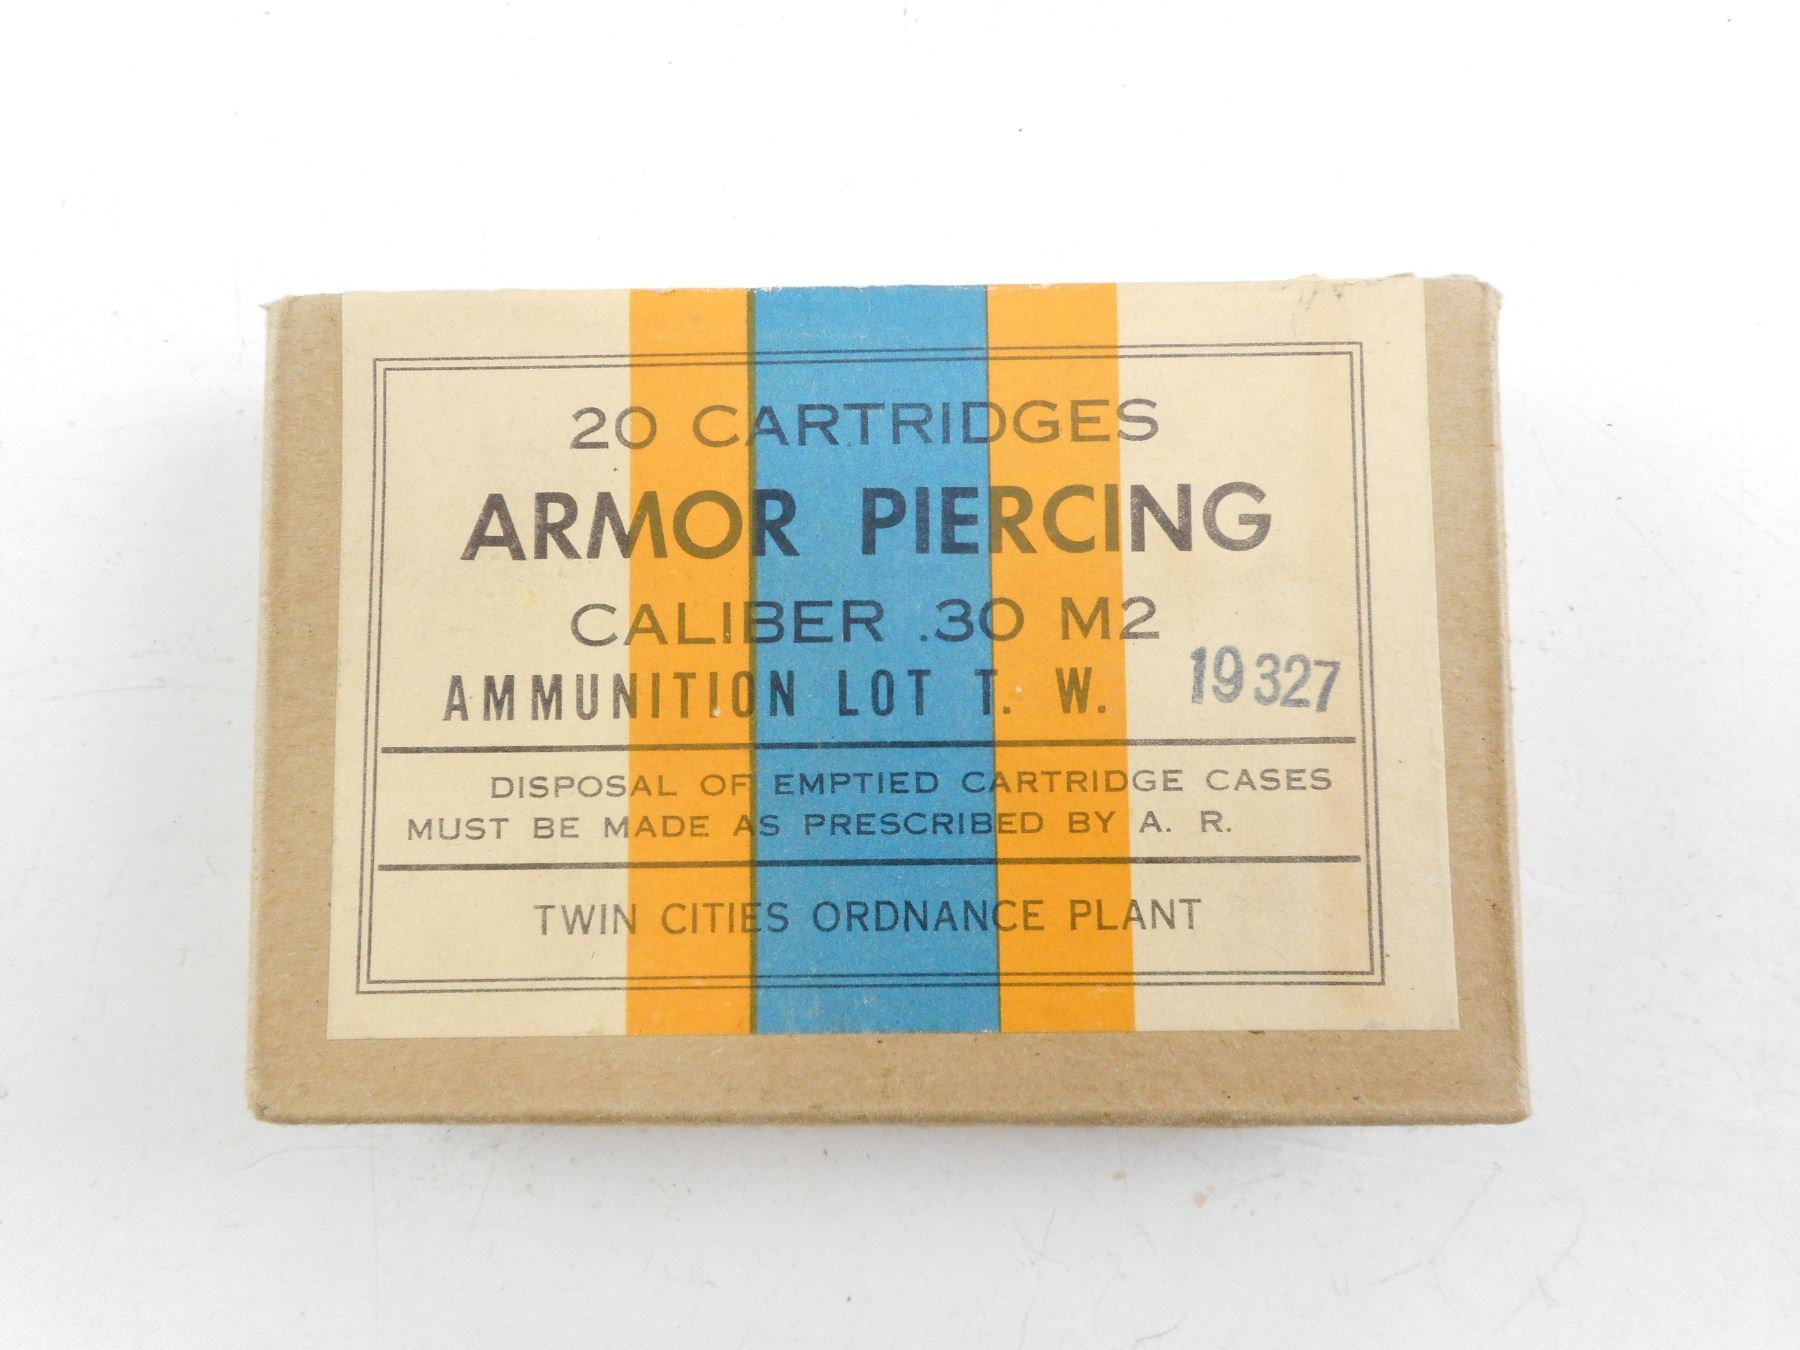 20 CARTRIDGES
ARMOR PIERCING
CALIBER .30 M2
AMMUNITION LOT T. W. 19327
DISPOSAL OF EMPTIED CARTRIDGE CASES
MUST BE MADE AS PRESCRIBED BY A. R.
TWIN CITIES ORDNANCE PLANT